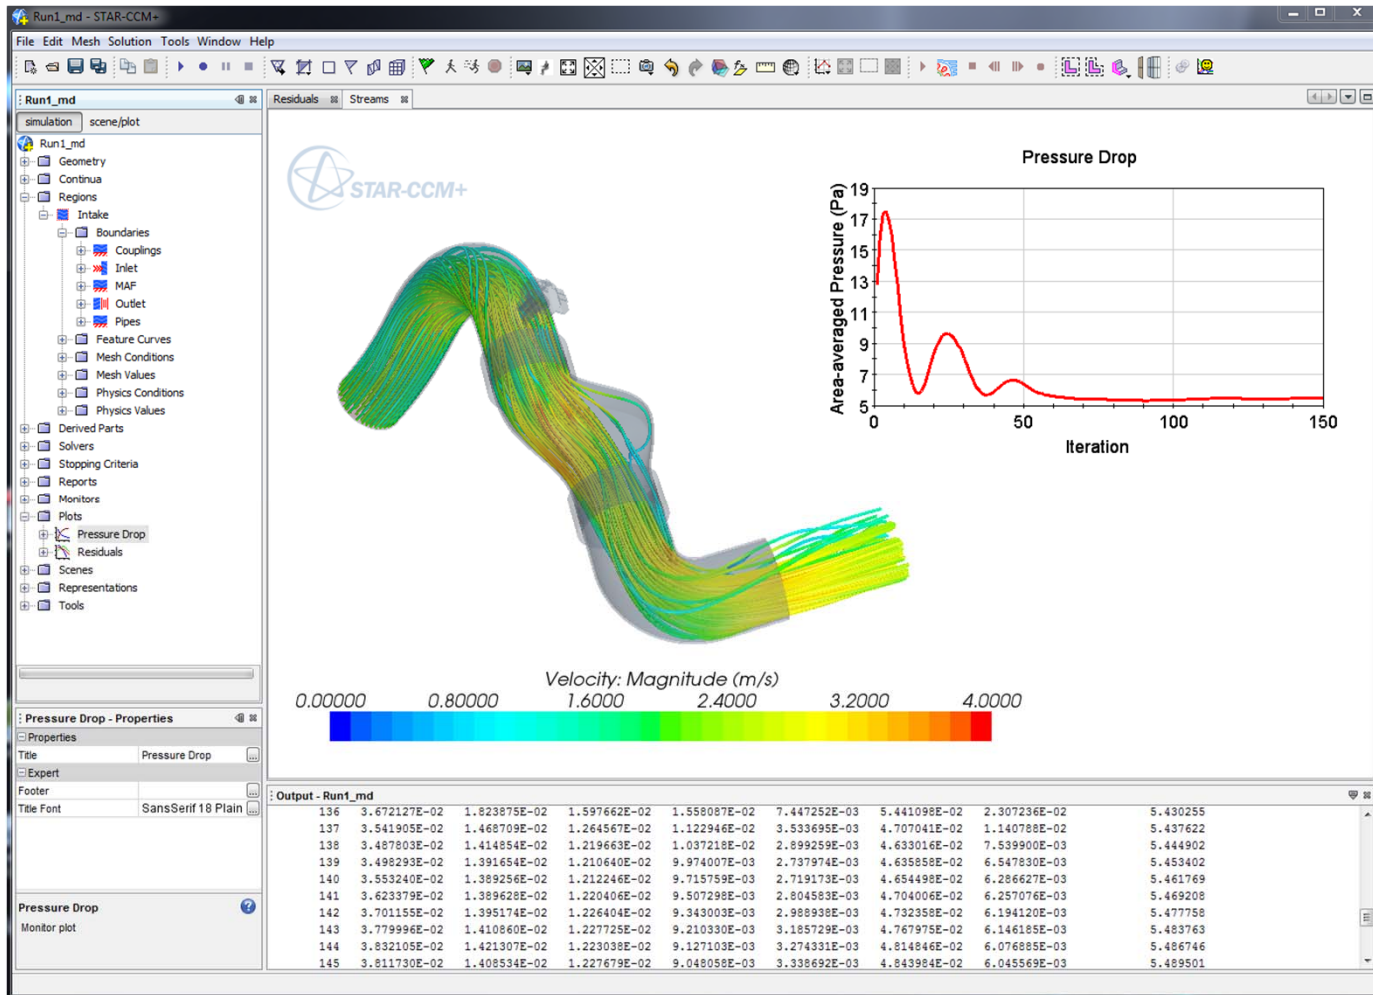 Run1_md - STAR-CCM+
File Edit Mesh Solution Tools Window Help
Run1_md
simulation scene/plot
Run1_md
Geometry
Continua
Regions
Intake
Boundaries
Couplings
Inlet
MAF
Outlet
Pipes
Feature Curves
Mesh Conditions
Mesh Values
Physics Conditions
Physics Values
Derived Parts
Solvers
Stopping Criteria
Reports
Monitors
Plots
Pressure Drop
Residuals
Scenes
Representations
Tools
Pressure Drop - Properties
Properties
Title Pressure Drop ...
Expert
Footer ...
Title Font SansSerif 18 Plain ...
Pressure Drop
Monitor plot
Residuals Streams
STAR-CCM+
Pressure Drop
Area-averaged Pressure (Pa)
19
17
15
13
11
9
7
5
0 50 100 150
Iteration
Velocity: Magnitude (m/s)
0.00000 0.80000 1.6000 2.4000 3.2000 4.0000
Output - Run1_md
136 3.672127E-02 1.823875E-02 1.597662E-02 1.558087E-02 7.447252E-03 5.441098E-02 2.307236E-02 5.430255
137 3.541905E-02 1.468709E-02 1.264567E-02 1.122946E-02 3.533695E-03 4.707041E-02 1.140788E-02 5.437622
138 3.487803E-02 1.414854E-02 1.219663E-02 1.037218E-02 2.899259E-03 4.633016E-02 7.539900E-03 5.444902
139 3.498293E-02 1.391654E-02 1.210640E-02 9.974007E-03 2.737974E-03 4.635858E-02 6.547830E-03 5.453402
140 3.553240E-02 1.389256E-02 1.212246E-02 9.715759E-03 2.719173E-03 4.654498E-02 6.286627E-03 5.461769
141 3.623379E-02 1.389628E-02 1.220406E-02 9.507298E-03 2.804583E-03 4.704006E-02 6.257076E-03 5.469208
142 3.701155E-02 1.395174E-02 1.226404E-02 9.343003E-03 2.988938E-03 4.732358E-02 6.194120E-03 5.477758
143 3.779996E-02 1.410860E-02 1.227725E-02 9.210330E-03 3.185729E-03 4.767975E-02 6.146185E-03 5.483763
144 3.832105E-02 1.421307E-02 1.223038E-02 9.127103E-03 3.274331E-03 4.814846E-02 6.076885E-03 5.486746
145 3.811730E-02 1.408534E-02 1.227679E-02 9.048058E-03 3.338692E-03 4.843984E-02 6.045569E-03 5.489501